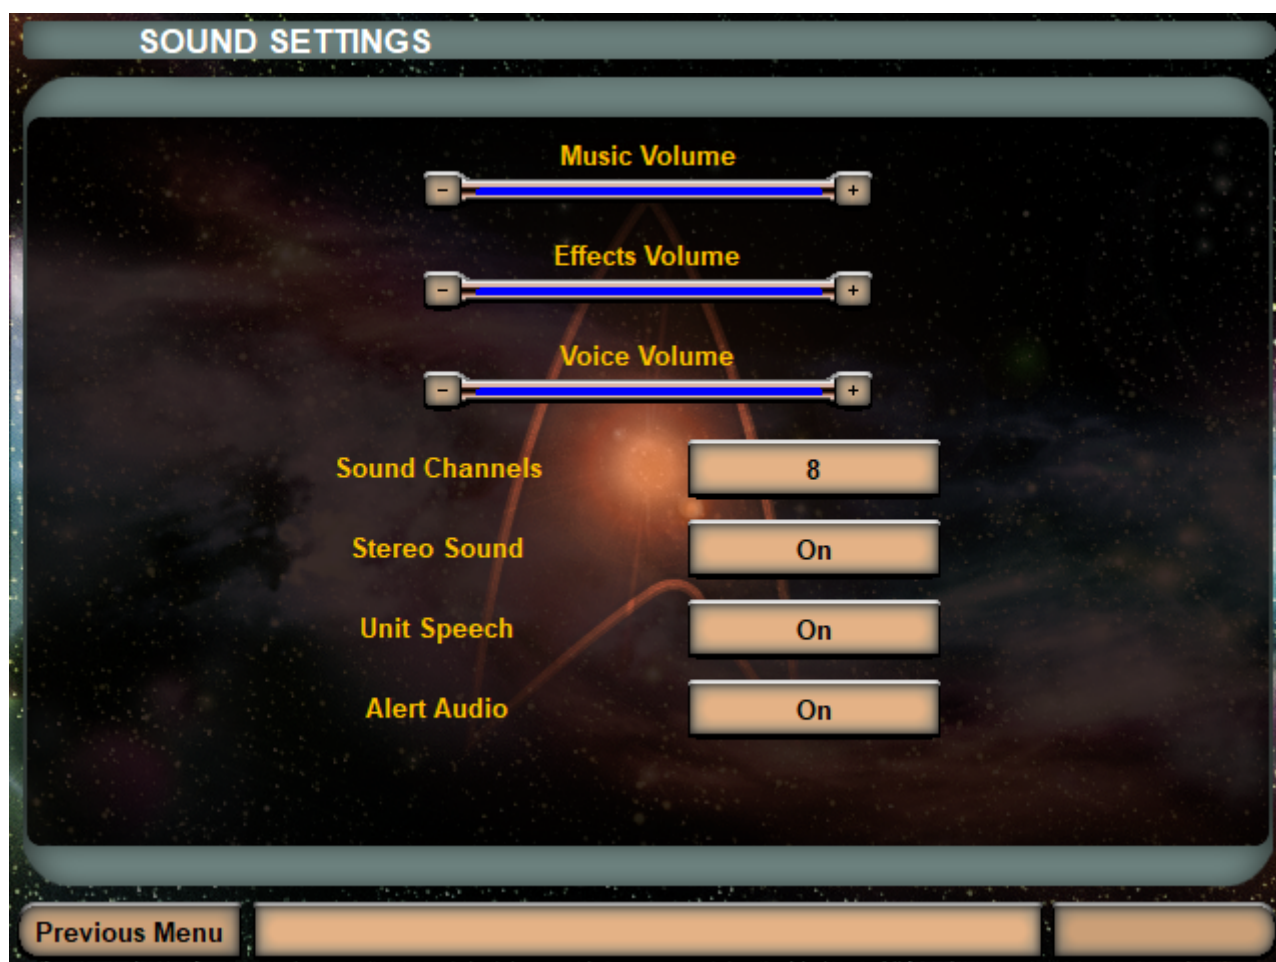 SOUND SETTINGS
Music Volume
- +
Effects Volume
- +
Voice Volume
- +
Sound Channels 8
Stereo Sound On
Unit Speech On
Alert Audio On
Previous Menu